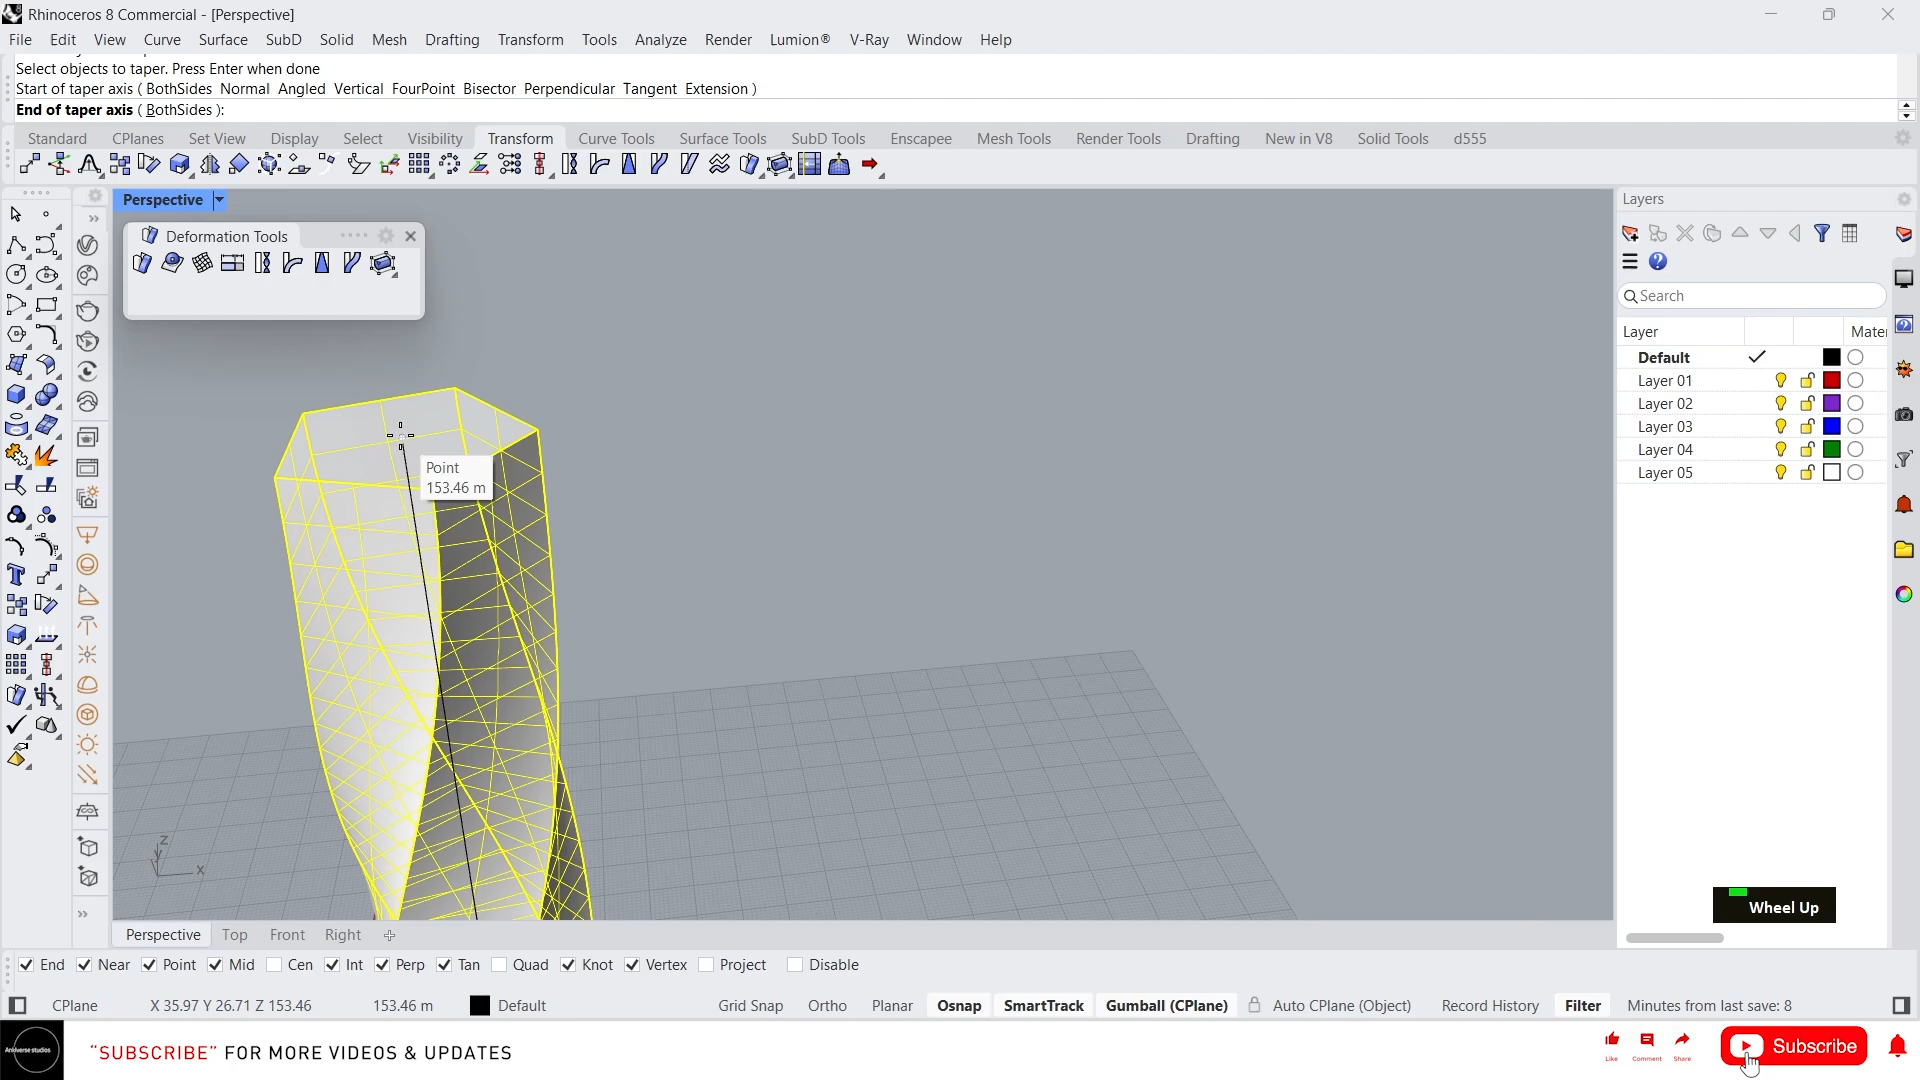 Rhinoceros 8 Commercial - [Perspective]
File Edit View Curve Surface SubD Solid Mesh Drafting Transform Tools Analyze Render Lumion® V-Ray Window Help
Select objects to taper. Press Enter when done
Start of taper axis ( BothSides Normal Angled Vertical FourPoint Bisector Perpendicular Tangent Extension )
End of taper axis ( BothSides ):
Standard CPlanes Set View Display Select Visibility Transform Curve Tools Surface Tools SubD Tools Enscapee Mesh Tools Render Tools Drafting New in V8 Solid Tools d555
Perspective
Deformation Tools
Point
153.46 m
z
y
x
Layers
Search
Layer Mater
Default
Layer 01
Layer 02
Layer 03
Layer 04
Layer 05
Wheel Up
Perspective Top Front Right
End Near Point Mid Cen Int Perp Tan Quad Knot Vertex Project Disable
CPlane X 35.97 Y 26.71 Z 153.46 153.46 m Default Grid Snap Ortho Planar Osnap SmartTrack Gumball (CPlane) Auto CPlane (Object) Record History Filter Minutes from last save: 8
"SUBSCRIBE" FOR MORE VIDEOS & UPDATES
Like Comment Share
Subscribe